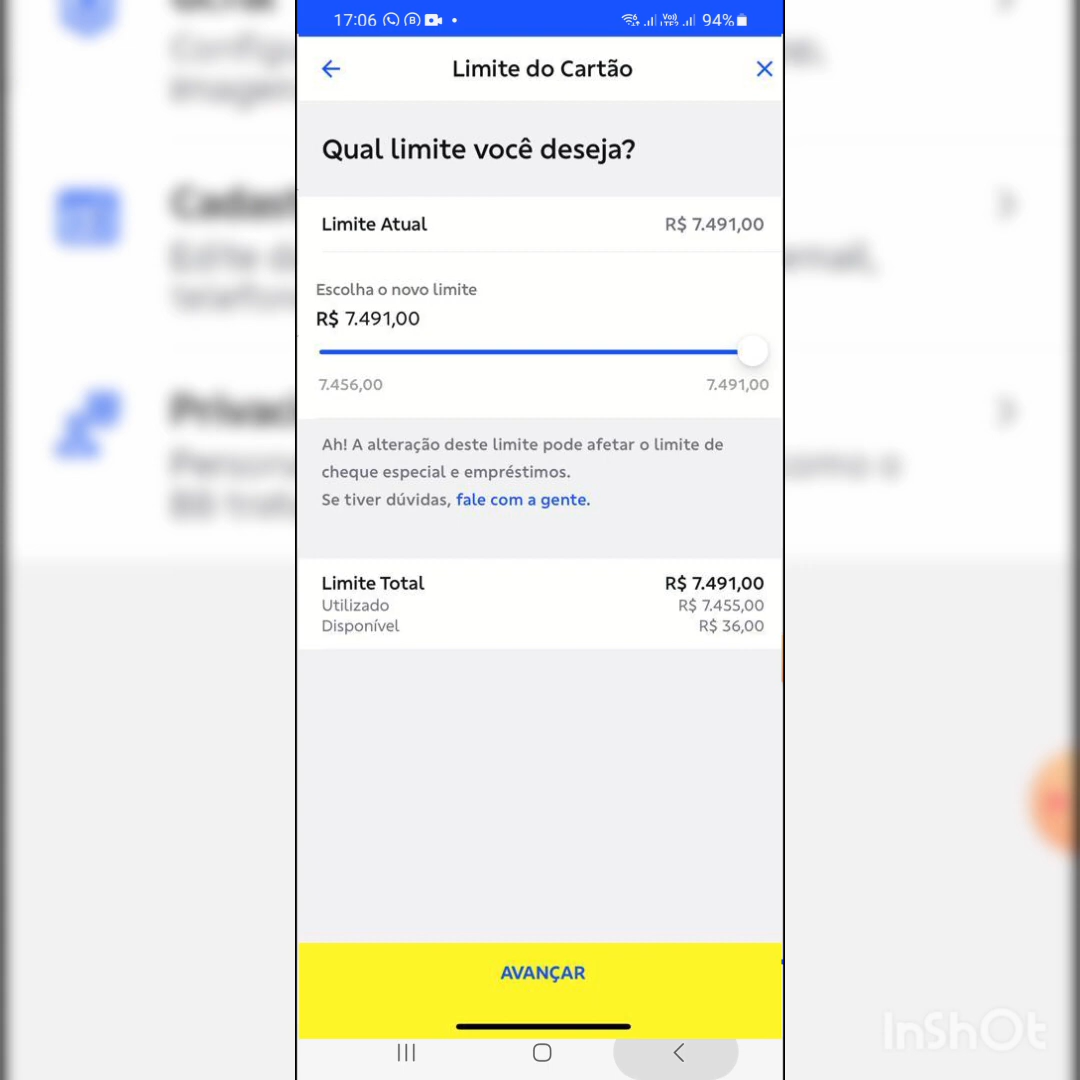 17:06 94%
Limite do Cartão
Qual limite você deseja?
Limite Atual R$ 7.491,00
Escolha o novo limite
R$ 7.491,00
7.456,00 7.491,00
Ah! A alteração deste limite pode afetar o limite de
cheque especial e empréstimos.
Se tiver dúvidas, fale com a gente.
Limite Total R$ 7.491,00
Utilizado R$ 7.455,00
Disponível R$ 36,00
AVANÇAR
InShOt